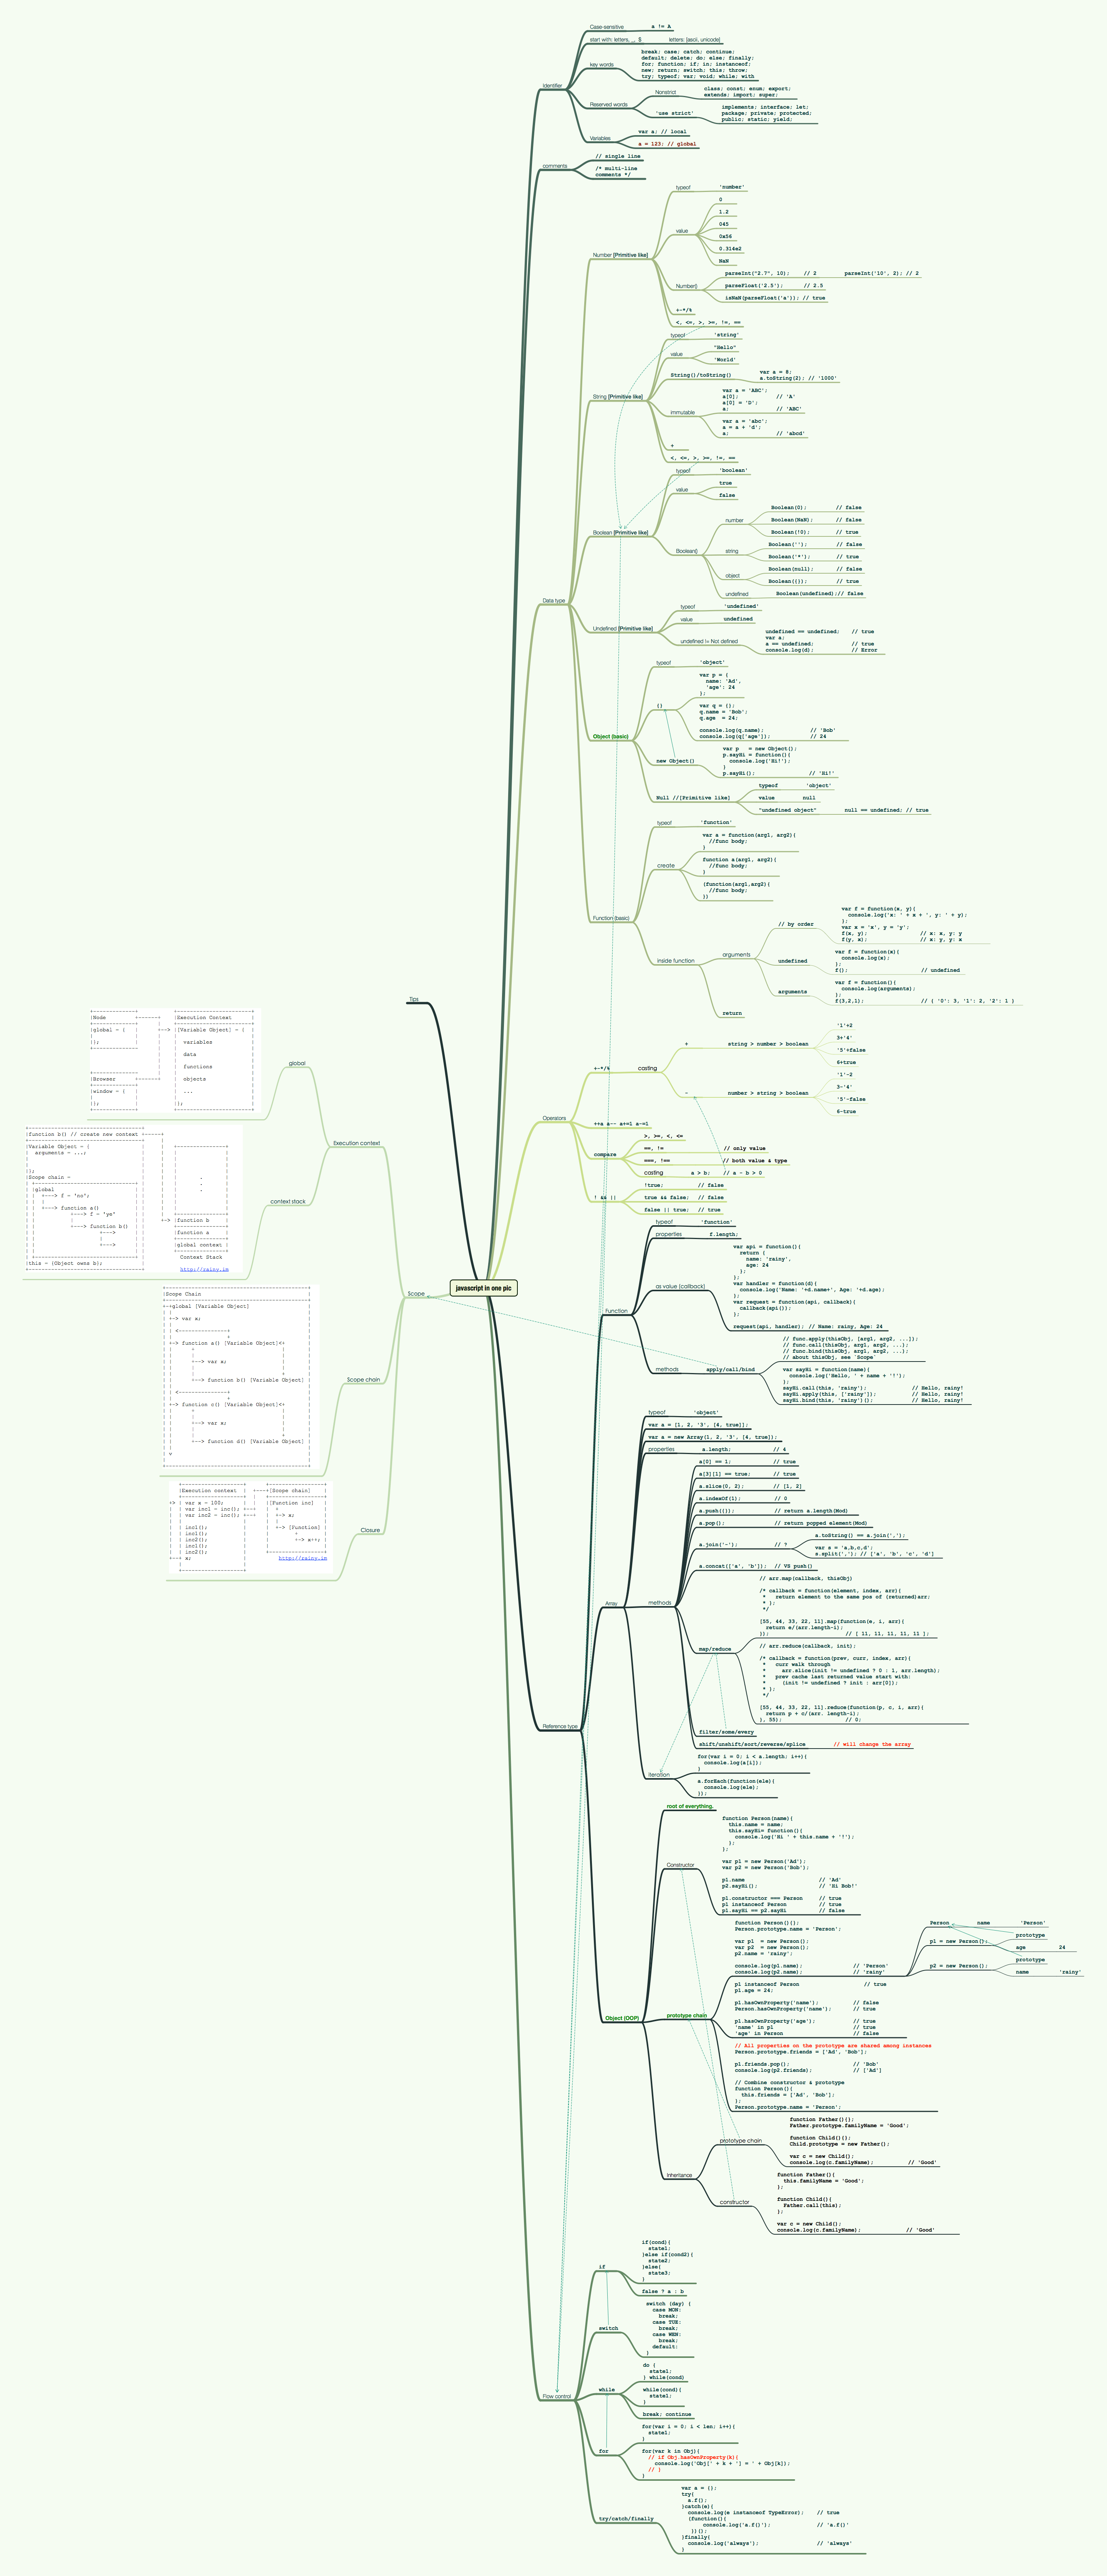 javascript in one pic
Identifier
Case-sensitive
a != A
start with: letters, _, $
letters: [ascii, unicode]
key words
break; case; catch; continue;
default; delete; do; else; finally;
for; function; if; in; instanceof;
new; return; switch; this; throw;
try; typeof; var; void; while; with
Reserved words
Nonstrict
class; const; enum; export;
extends; import; super;
'use strict'
implements; interface; let;
package; private; protected;
public; static; yield;
Variables
var a; // local
a = 123; // global
comments
// single line
/* multi-line
comments */
Data type
Number [Primitive like]
typeof
'number'
value
0
1.2
045
0x56
0.314e2
NaN
Number()
parseInt("2.7", 10); // 2
parseInt('10', 2); // 2
parseFloat('2.5'); // 2.5
isNaN(parseFloat('a')); // true
+-*/%
<, <=, >, >=, !=, ==
String [Primitive like]
typeof
'string'
value
"Hello"
'World'
String()/toString()
var a = 8;
a.toString(2); // '1000'
immutable
var a = 'ABC';
a[0]; // 'A'
a[0] = 'D';
a; // 'ABC'
var a = 'abc';
a = a + 'd';
a; // 'abcd'
+
<, <=, >, >=, !=, ==
Boolean [Primitive like]
typeof
'boolean'
value
true
false
Boolean()
number
Boolean(0); // false
Boolean(NaN); // false
Boolean(!0); // true
string
Boolean(''); // false
Boolean('*'); // true
object
Boolean(null); // false
Boolean({}); // true
undefined
Boolean(undefined);// false
Undefined [Primitive like]
typeof
'undefined'
value
undefined
undefined != Not defined
undefined == undefined; // true
var a;
a == undefined; // true
console.log(d); // Error
Object (basic)
typeof
'object'
{}
var p = {
name: 'Ad',
'age': 24
};
var q = {};
q.name = 'Bob';
q.age = 24;
console.log(q.name); // 'Bob'
console.log(q['age']); // 24
new Object()
var p = new Object();
p.sayHi = function(){
console.log('Hi!');
}
p.sayHi(); // 'Hi!'
Null //[Primitive like]
typeof
'object'
value
null
"undefined object"
null == undefined; // true
Function (basic)
typeof
'function'
create
var a = function(arg1, arg2){
//func body;
}
function a(arg1, arg2){
//func body;
}
(function(arg1,arg2){
//func body;
})
inside function
arguments
// by order
var f = function(x, y){
console.log('x: ' + x + ', y: ' + y);
};
var x = 'x', y = 'y';
f(x, y); // x: x, y: y
f(y, x); // x: y, y: x
undefined
var f = function(x){
console.log(x);
};
f(); // undefined
arguments
var f = function(){
console.log(arguments);
};
f(3,2,1); // { '0': 3, '1': 2, '2': 1 }
return
Operators
+-*/%
casting
+
string > number > boolean
'1'+2
3+'4'
'5'+false
6+true
-
number > string > boolean
'1'-2
3-'4'
'5'-false
6-true
++a a-- a+=1 a-=1
compare
>, >=, <, <=
==, != // only value
===, !== // both value & type
casting
a > b; // a - b > 0
! && ||
!true; // false
true && false; // false
false || true; // true
Reference type
Function
typeof
'function'
properties
f.length;
as value (callback)
var api = function(){
return {
name: 'rainy',
age: 24
};
};
var handler = function(d){
console.log('Name: '+d.name+', Age: '+d.age);
};
var request = function(api, callback){
callback(api());
};
request(api, handler); // Name: rainy, Age: 24
methods
apply/call/bind
// func.apply(thisObj, [arg1, arg2, ...]);
// func.call(thisObj, arg1, arg2, ...);
// func.bind(thisObj, arg1, arg2, ...);
// about thisObj, see `Scope`
var sayHi = function(name){
console.log('Hello, ' + name + '!');
};
sayHi.call(this, 'rainy'); // Hello, rainy!
sayHi.apply(this, ['rainy']); // Hello, rainy!
sayHi.bind(this, 'rainy')(); // Hello, rainy!
Array
typeof
'object'
var a = [1, 2, '3', [4, true]];
var a = new Array(1, 2, '3', [4, true]);
properties
a.length; // 4
methods
a[0] == 1; // true
a[3][1] == true; // true
a.slice(0, 2); // [1, 2]
a.indexOf(1); // 0
a.push({}); // return a.length(Mod)
a.pop(); // return popped element(Mod)
a.join('-'); // ?
a.toString() == a.join(',');
var s = 'a,b,c,d';
s.split(','); // ['a', 'b', 'c', 'd']
a.concat(['a', 'b']); // VS push()
map/reduce
// arr.map(callback, thisObj)
/* callback = function(element, index, arr){
* return element to the same pos of (returned)arr;
* };
*/
[55, 44, 33, 22, 11].map(function(e, i, arr){
return e/(arr.length-i);
}); // [ 11, 11, 11, 11, 11 ];
// arr.reduce(callback, init);
/* callback = function(prev, curr, index, arr){
* curr walk through
* arr.slice(init != undefined ? 0 : 1, arr.length);
* prev cache last returned value start with:
* (init != undefined ? init : arr[0]);
* };
*/
[55, 44, 33, 22, 11].reduce(function(p, c, i, arr){
return p + c/(arr. length-i);
}, 55); // 0;
filter/some/every
shift/unshift/sort/reverse/splice // will change the array
Iteration
for(var i = 0; i < a.length; i++){
console.log(a[i]);
}
a.forEach(function(ele){
console.log(ele);
});
Object (OOP)
root of everything.
Constructor
function Person(name){
this.name = name;
this.sayHi= function(){
console.log('Hi ' + this.name + '!');
};
};
var p1 = new Person('Ad');
var p2 = new Person('Bob');
p1.name // 'Ad'
p2.sayHi(); // 'Hi Bob!'
p1.constructor === Person // true
p1 instanceof Person // true
p1.sayHi == p2.sayHi // false
prototype chain
function Person(){};
Person.prototype.name = 'Person';
var p1 = new Person();
var p2 = new Person();
p2.name = 'rainy';
console.log(p1.name); // 'Person'
console.log(p2.name); // 'rainy'
Person
name
'Person'
p1 = new Person();
prototype
age
24
p2 = new Person();
prototype
name
'rainy'
p1 instanceof Person // true
p1.age = 24;
p1.hasOwnProperty('name'); // false
Person.hasOwnProperty('name'); // true
p1.hasOwnProperty('age'); // true
'name' in p1 // true
'age' in Person // false
// All properties on the prototype are shared among instances
Person.prototype.friends = ['Ad', 'Bob'];
p1.friends.pop(); // 'Bob'
console.log(p2.friends); // ['Ad']
// Combine constructor & prototype
function Person(){
this.friends = ['Ad', 'Bob'];
};
Person.prototype.name = 'Person';
Inheriance
prototype chain
function Father(){};
Father.prototype.familyName = 'Good';
function Child(){};
Child.prototype = new Father();
var c = new Child();
console.log(c.familyName); // 'Good'
constructor
function Father(){
this.familyName = 'Good';
};
function Child(){
Father.call(this);
};
var c = new Child();
console.log(c.familyName); // 'Good'
Flow control
if
if(cond){
state1;
}else if(cond2){
state2;
}else{
state3;
}
false ? a : b
switch
switch (day) {
case MON:
break;
case TUE:
break;
case WEN:
break;
default:
}
while
do {
state1;
} while(cond)
while(cond){
state1;
}
break; continue
for
for(var i = 0; i < len; i++){
state1;
}
for(var k in Obj){
// if Obj.hasOwnProperty(k){
console.log('Obj[' + k + '] = ' + Obj[k]);
// }
}
try/catch/finally
var a = {};
try{
a.f();
}catch(e){
console.log(e instanceof TypeError); // true
(function(){
console.log('a.f()'); // 'a.f()'
})();
}finally{
console.log('always'); // 'always'
}
Tips
Scope
Execution context
global
Node
Execution Context
global = {
[Variable Object] = {
};
variables
data
functions
Browser
objects
window = {
...
};
};
context stack
function b() // create new context
Variable Object = {
arguments = ...;
};
Scope chain =
global
f = 'no';
function a()
f = 'ye'
function b()
function b
function a
global context
Context Stack
this = (Object owns b);
http://rainy.im
Scope chain
Scope Chain
global [Variable Object]
var x;
function a() [Variable Object]
var x;
function b() [Variable Object]
function c() [Variable Object]
var x;
function d() [Variable Object]
Closure
Execution context
[Scope chain]
var x = 100;
[Function inc]
var inc1 = inc();
var inc2 = inc();
x;
inc1();
[Function]
inc1();
inc2();
x++;
inc1();
inc2();
x;
http://rainy.im